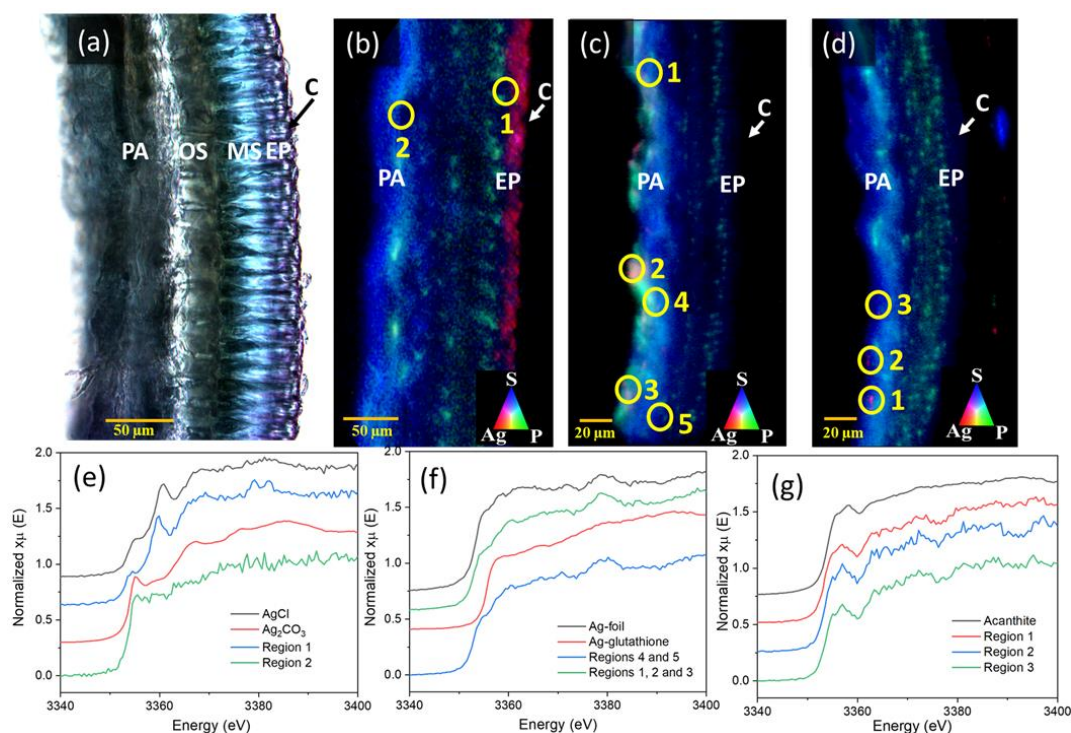 (a)
C
PA OS MS EP
50 µm
(b)
1
C
2
PA
EP
S
Ag P
50 µm
(c)
1
C
PA
EP
2
4
3
5
S
Ag P
20 µm
(d)
C
PA
EP
3
2
1
S
Ag P
20 µm
(e)
Normalized xµ (E)
2.0
1.5
1.0
0.5
0.0
AgCl
Ag₂CO₃
Region 1
Region 2
3340 3360 3380 3400
Energy (eV)
(f)
Normalized xµ (E)
2.0
1.5
1.0
0.5
0.0
Ag-foil
Ag-glutathione
Regions 4 and 5
Regions 1, 2 and 3
3340 3360 3380 3400
Energy (eV)
(g)
Normalized xµ (E)
2.0
1.5
1.0
0.5
0.0
Acanthite
Region 1
Region 2
Region 3
3340 3360 3380 3400
Energy (eV)